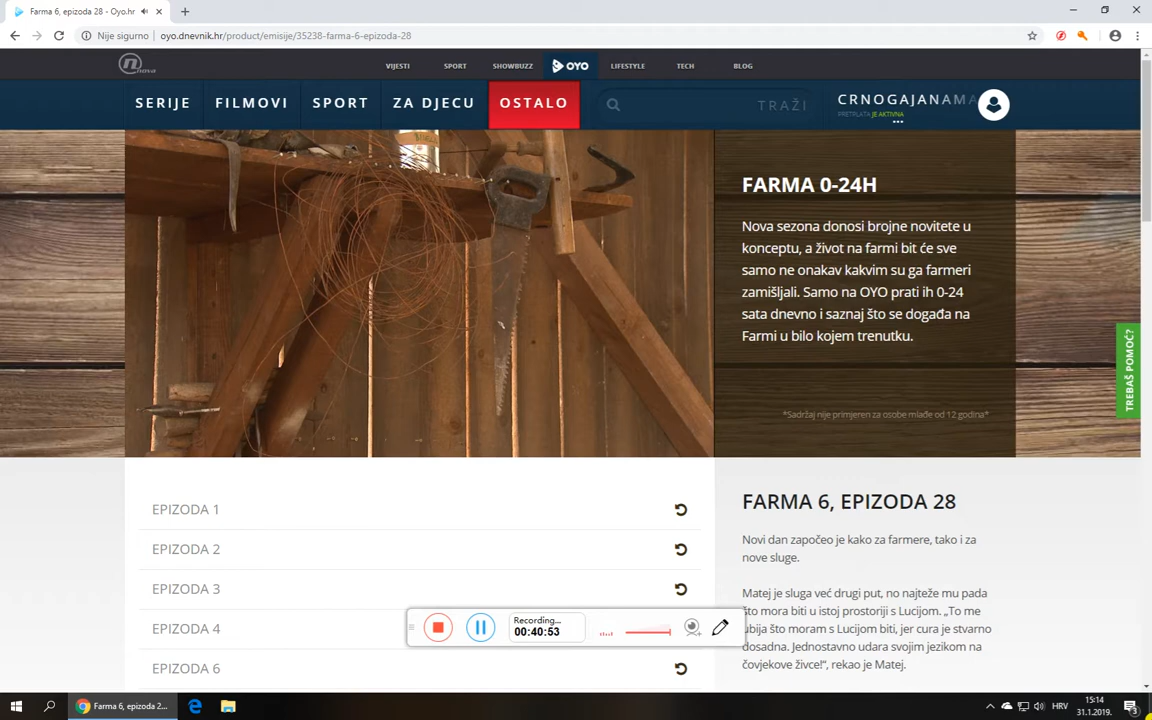 Farma 6, epizoda 28 - Oyo.hr
Nije sigurno
oyo.dnevnik.hr/product/emisije/35238-farma-6-epizoda-28
nova
VIJESTI
SPORT
SHOWBUZZ
OYO
LIFESTYLE
TECH
BLOG
SERIJE
FILMOVI
SPORT
ZA DJECU
OSTALO
TRAŽI
CRNOGAJANAMA
PRETPLATA JE AKTIVNA
FARMA 0-24H
Nova sezona donosi brojne novitete u
konceptu, a život na farmi bit će sve
samo ne onakav kakvim su ga farmeri
zamišljali. Samo na OYO prati ih 0-24
sata dnevno i saznaj što se događa na
Farmi u bilo kojem trenutku.
*Sadržaj nije primjeren za osobe mlađe od 12 godina*
TREBAŠ POMOĆ?
EPIZODA 1
EPIZODA 2
EPIZODA 3
EPIZODA 4
EPIZODA 6
FARMA 6, EPIZODA 28
Novi dan započeo je kako za farmere, tako i za
nove sluge.
Matej je sluga već drugi put, no najteže mu pada
što mora biti u istoj prostoriji s Lucijom. „To me
ubija što moram s Lucijom biti, jer cura je stvarno
dosadna. Jednostavno udara svojim jezikom na
čovjekove živce!“, rekao je Matej.
Recording...
00:40:53
Farma 6, epizoda 2...
HRV
15:14
31.1.2019.
3